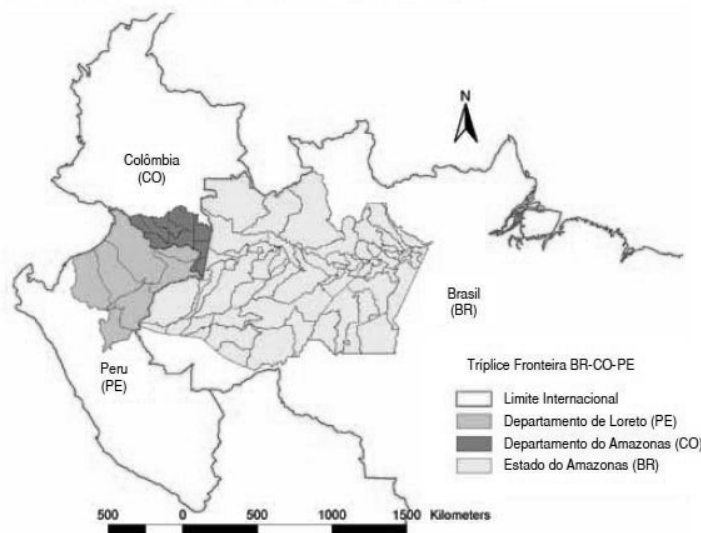 N
Colômbia
(CO)
Brasil
(BR)
Peru
(PE)
Tríplice Fronteira BR-CO-PE
Limite Internacional
Departamento de Loreto (PE)
Departamento do Amazonas (CO)
Estado do Amazonas (BR)
500 0 500 1000 1500 Kilometers